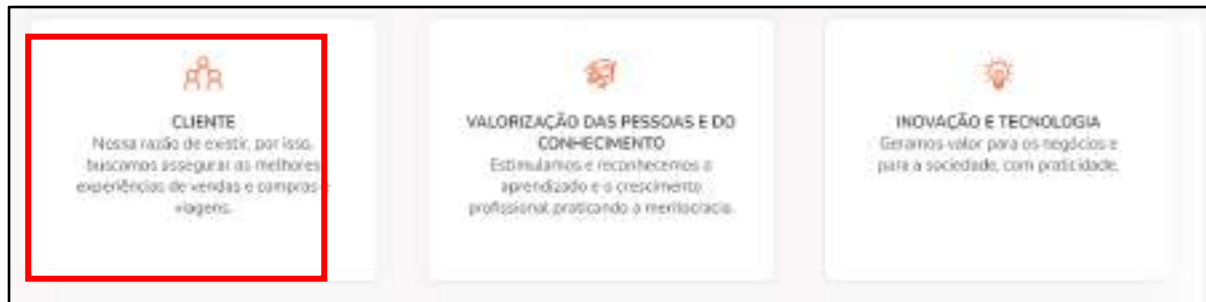 CLIENTE
Nossa razão de existir, por isso,
buscamos assegurar as melhores
experiências de vendas e compras e
viagens.
VALORIZAÇÃO DAS PESSOAS E DO
CONHECIMENTO
Estimulamos e reconhecemos o
aprendizado e o crescimento
profissional praticando a meritocracia.
INOVAÇÃO E TECNOLOGIA
Geramos valor para os negócios e
para a sociedade, com praticidade.